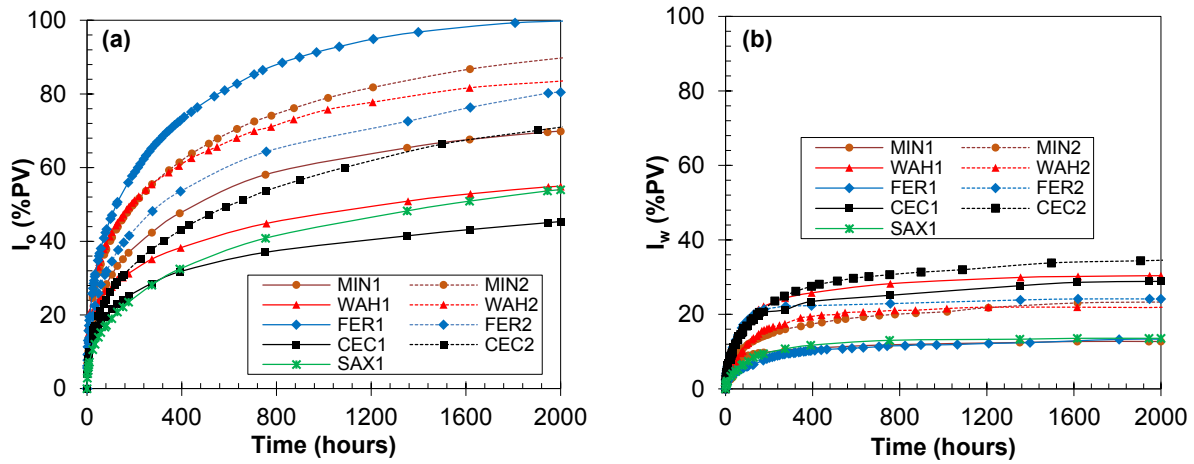 (a)
I_o (%PV)
100
80
60
40
20
0
MIN1 MIN2
WAH1 WAH2
FER1 FER2
CEC1 CEC2
SAX1
0 400 800 1200 1600 2000
Time (hours)
(b)
I_w (%PV)
100
80
60
40
20
0
MIN1 MIN2
WAH1 WAH2
FER1 FER2
CEC1 CEC2
SAX1
0 400 800 1200 1600 2000
Time (hours)